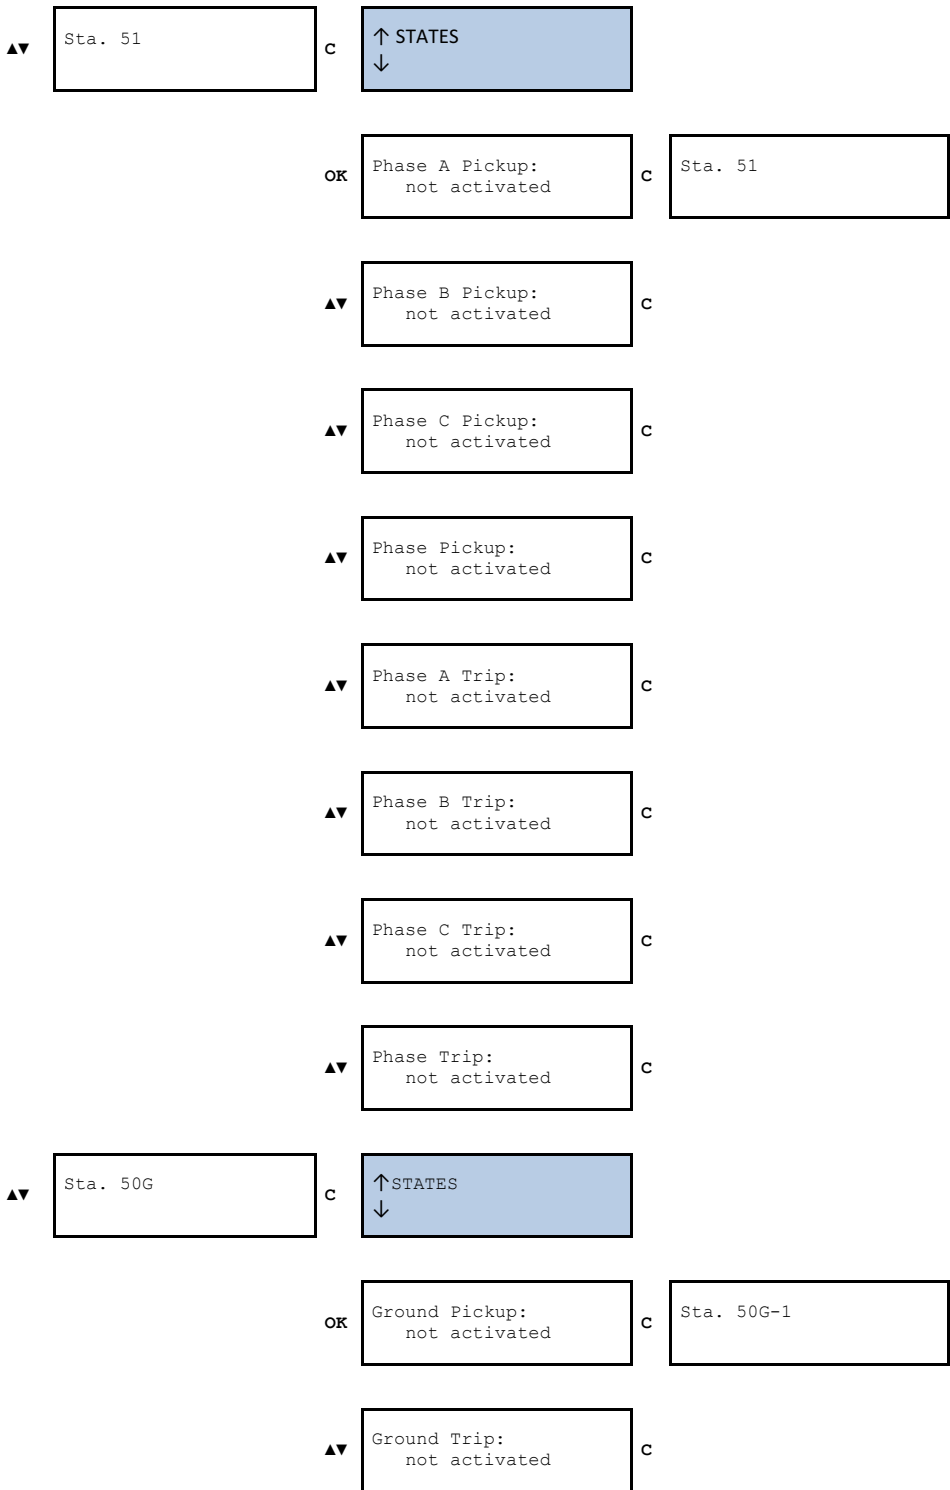 ▲▼ Sta. 51 C ↑ STATES
↓
OK Phase A Pickup: C Sta. 51
not activated
▲▼ Phase B Pickup: C
not activated
▲▼ Phase C Pickup: C
not activated
▲▼ Phase Pickup: C
not activated
▲▼ Phase A Trip: C
not activated
▲▼ Phase B Trip: C
not activated
▲▼ Phase C Trip: C
not activated
▲▼ Phase Trip: C
not activated
▲▼ Sta. 50G C ↑STATES
↓
OK Ground Pickup: C Sta. 50G-1
not activated
▲▼ Ground Trip: C
not activated